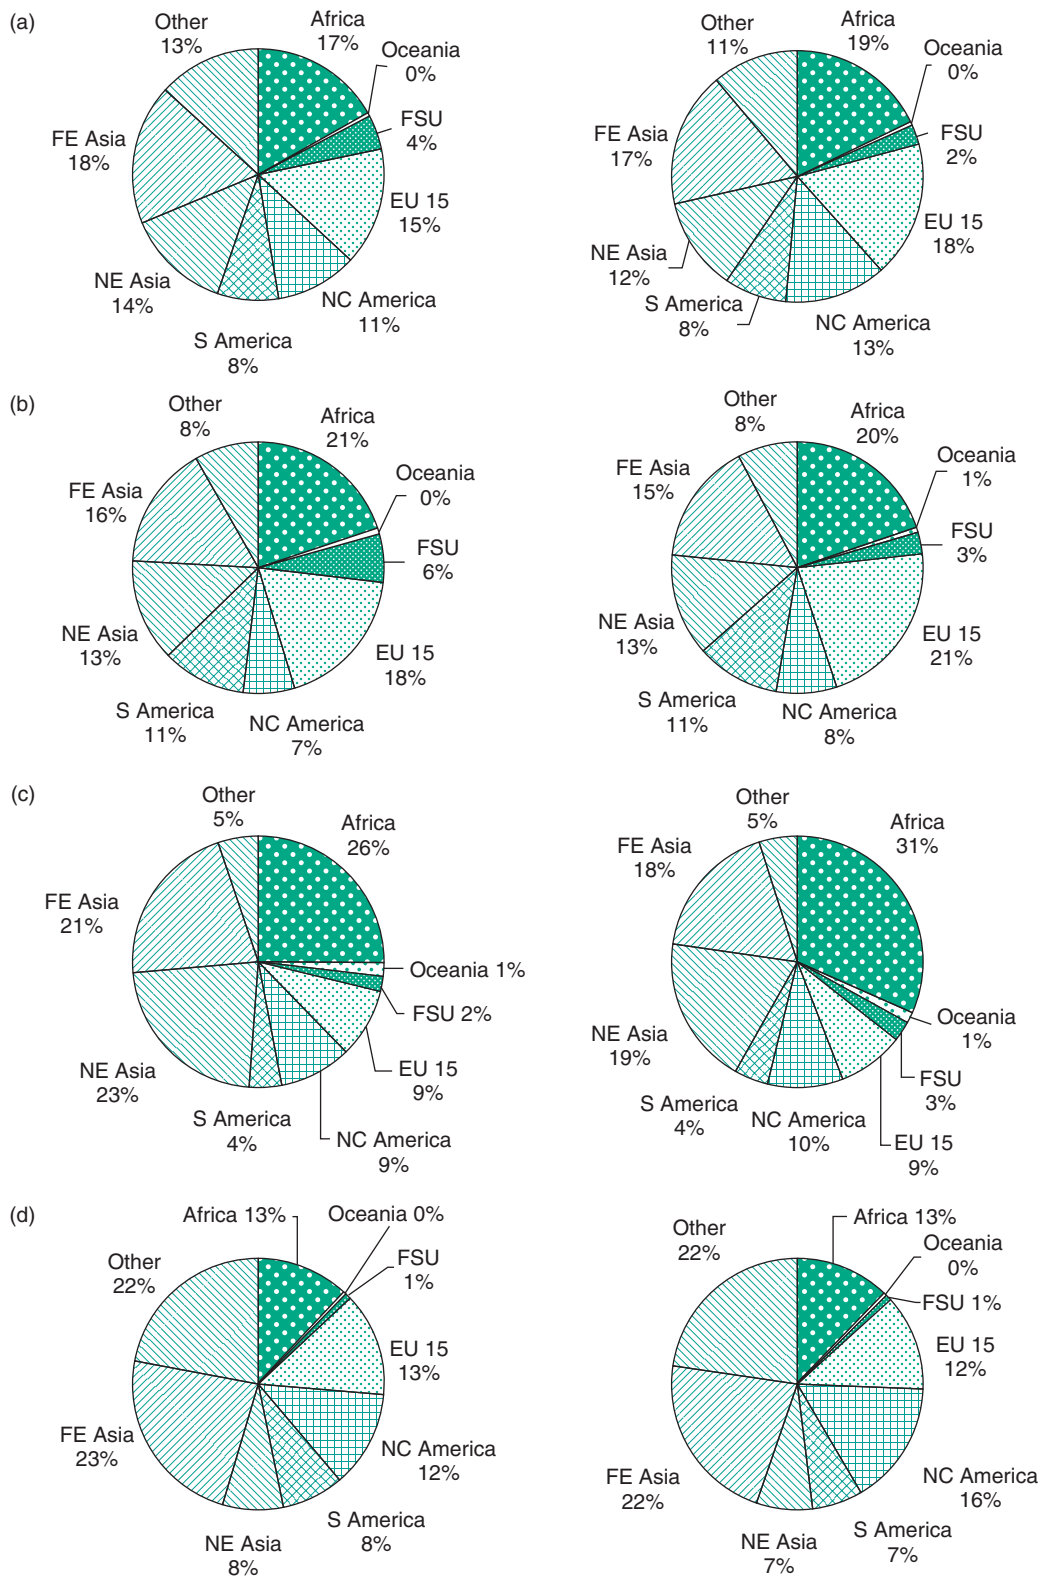 (a)
Other
13%
Africa
17%
Oceania
0%
FSU
4%
EU 15
15%
NC America
11%
S America
8%
NE Asia
14%
FE Asia
18%
Other
11%
Africa
19%
Oceania
0%
FSU
2%
EU 15
18%
NC America
13%
S America
8%
NE Asia
12%
FE Asia
17%
(b)
Other
8%
Africa
21%
Oceania
0%
FSU
6%
EU 15
18%
NC America
7%
S America
11%
NE Asia
13%
FE Asia
16%
Other
8%
Africa
20%
Oceania
1%
FSU
3%
EU 15
21%
NC America
8%
S America
11%
NE Asia
13%
FE Asia
15%
(c)
Other
5%
Africa
26%
Oceania 1%
FSU 2%
EU 15
9%
NC America
9%
S America
4%
NE Asia
23%
FE Asia
21%
Other
5%
Africa
31%
Oceania
1%
FSU
3%
EU 15
9%
NC America
10%
S America
4%
NE Asia
19%
FE Asia
18%
(d)
Other
22%
Africa 13%
Oceania 0%
FSU
1%
EU 15
13%
NC America
12%
S America
8%
NE Asia
8%
FE Asia
23%
Other
22%
Africa 13%
Oceania
0%
FSU 1%
EU 15
12%
NC America
16%
S America
7%
NE Asia
7%
FE Asia
22%